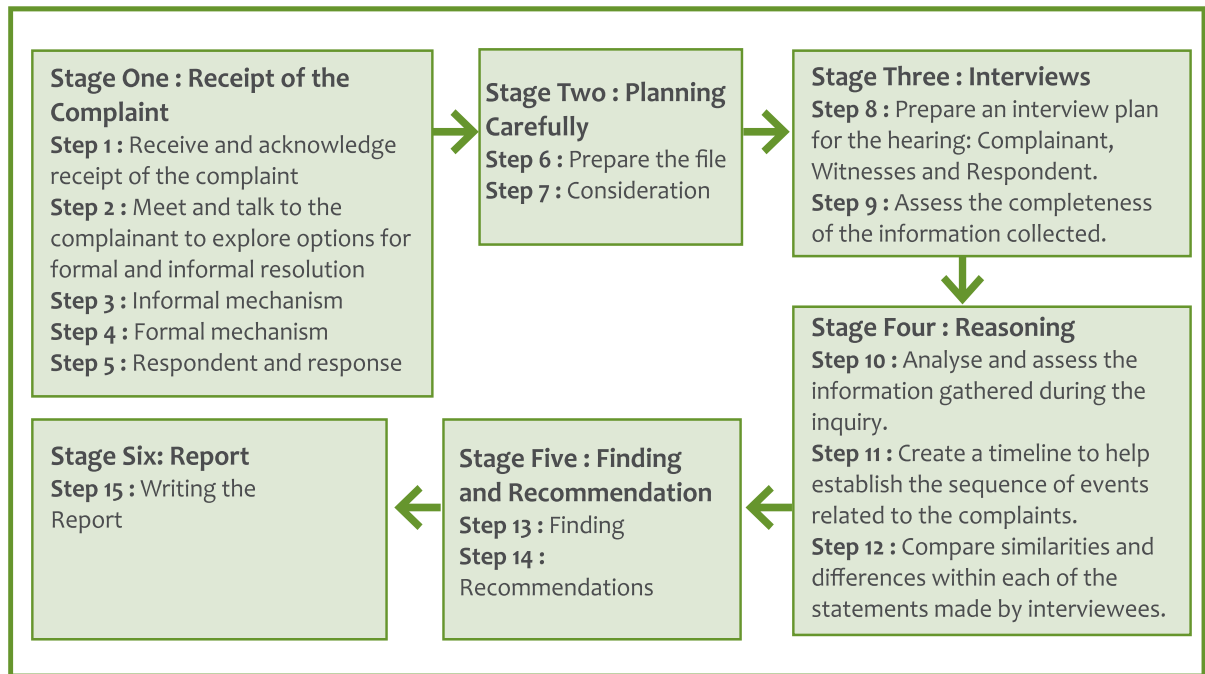 Stage One : Receipt of the
Complaint
Step 1 : Receive and acknowledge
receipt of the complaint
Step 2 : Meet and talk to the
complainant to explore options for
formal and informal resolution
Step 3 : Informal mechanism
Step 4 : Formal mechanism
Step 5 : Respondent and response
Stage Two : Planning
Carefully
Step 6 : Prepare the file
Step 7 : Consideration
Stage Three : Interviews
Step 8 : Prepare an interview plan
for the hearing: Complainant,
Witnesses and Respondent.
Step 9 : Assess the completeness
of the information collected.
Stage Four : Reasoning
Step 10 : Analyse and assess the
information gathered during the
inquiry.
Step 11 : Create a timeline to help
establish the sequence of events
related to the complaints.
Step 12 : Compare similarities and
differences within each of the
statements made by interviewees.
Stage Five : Finding
and Recommendation
Step 13 : Finding
Step 14 :
Recommendations
Stage Six: Report
Step 15 : Writing the
Report